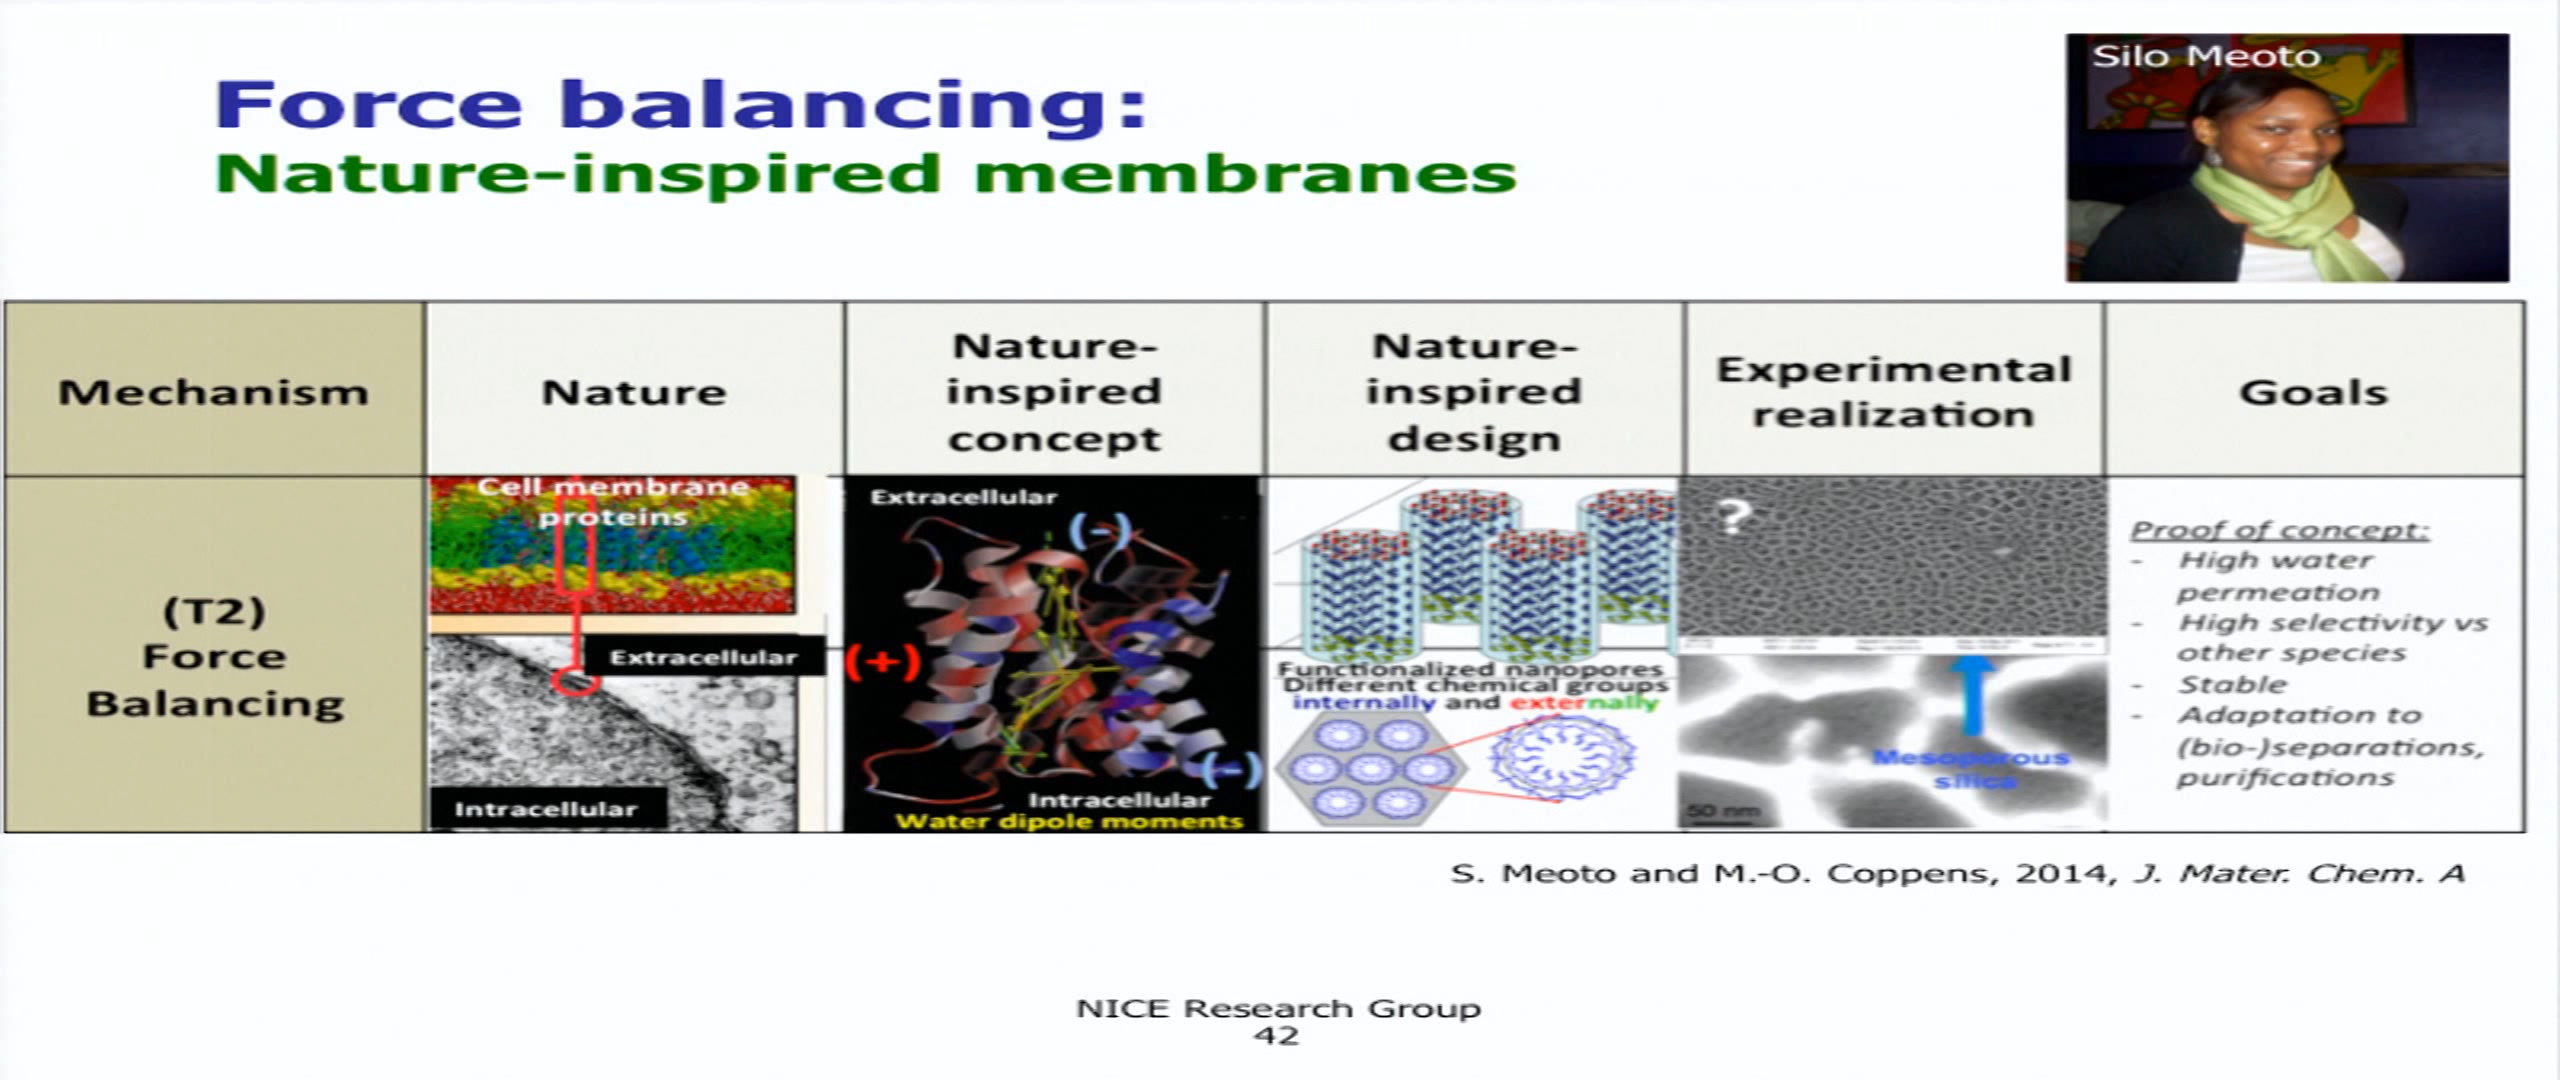 Silo Meoto
Force balancing:
Nature-inspired membranes
Mechanism
Nature
Nature-
inspired
concept
Nature-
inspired
design
Experimental
realization
Goals
(T2)
Force
Balancing
Cell membrane
proteins
Extracellular
Intracellular
Extracellular
(-)
(+)
(-)
Intracellular
Water dipole moments
Functionalized nanopores
Different chemical groups
internally and externally
?
Mesoporous
silica
50 nm
Proof of concept:
- High water
permeation
- High selectivity vs
other species
- Stable
- Adaptation to
(bio-)separations,
purifications
S. Meoto and M.-O. Coppens, 2014, J. Mater. Chem. A
NICE Research Group
42